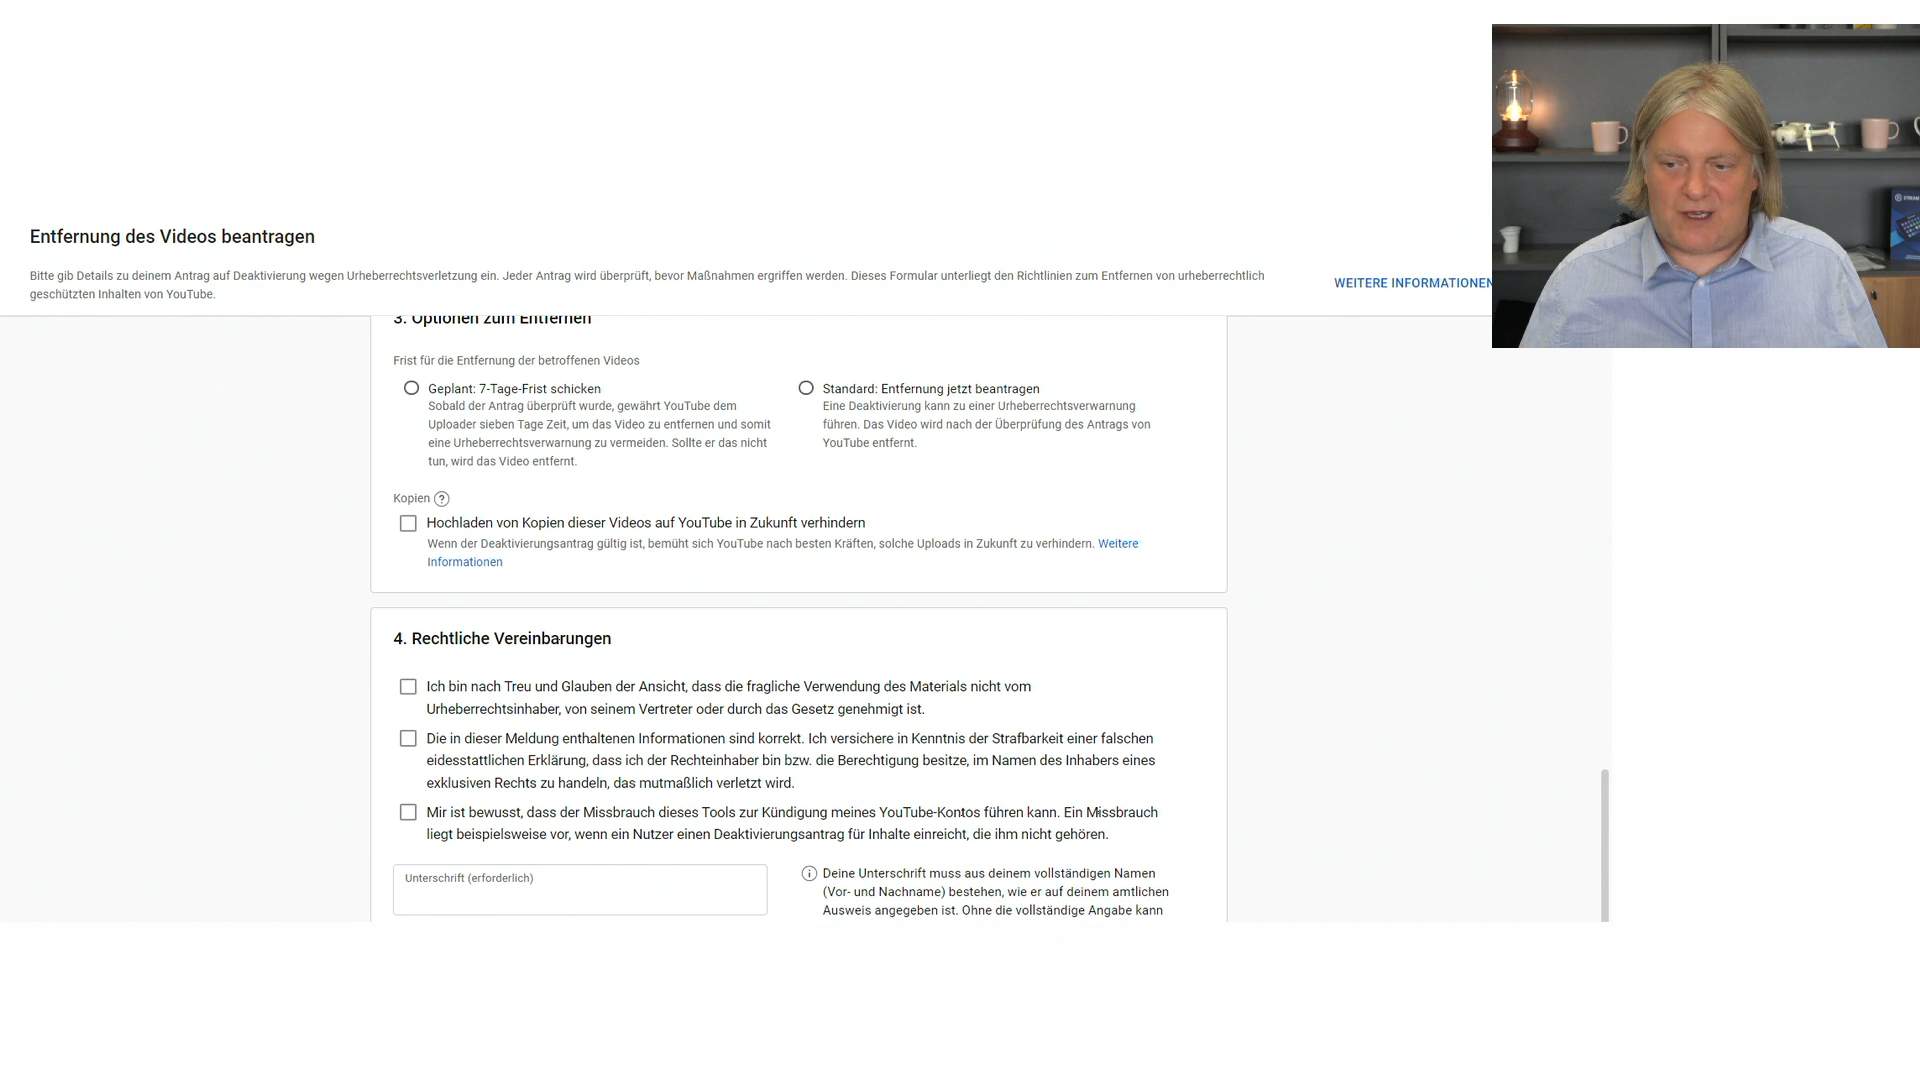 Entfernung des Videos beantragen
Bitte gib Details zu deinem Antrag auf Deaktivierung wegen Urheberrechtsverletzung ein. Jeder Antrag wird überprüft, bevor Maßnahmen ergriffen werden. Dieses Formular unterliegt den Richtlinien zum Entfernen von urheberrechtlich
geschützten Inhalten von YouTube.
WEITERE INFORMATIONEN
3. Optionen zum Entfernen
Frist für die Entfernung der betroffenen Videos
Geplant: 7-Tage-Frist schicken
Sobald der Antrag überprüft wurde, gewährt YouTube dem
Uploader sieben Tage Zeit, um das Video zu entfernen und somit
eine Urheberrechtsverwarnung zu vermeiden. Sollte er das nicht
tun, wird das Video entfernt.
Standard: Entfernung jetzt beantragen
Eine Deaktivierung kann zu einer Urheberrechtsverwarnung
führen. Das Video wird nach der Überprüfung des Antrags von
YouTube entfernt.
Kopien ?
Hochladen von Kopien dieser Videos auf YouTube in Zukunft verhindern
Wenn der Deaktivierungsantrag gültig ist, bemüht sich YouTube nach besten Kräften, solche Uploads in Zukunft zu verhindern. Weitere
Informationen
4. Rechtliche Vereinbarungen
Ich bin nach Treu und Glauben der Ansicht, dass die fragliche Verwendung des Materials nicht vom
Urheberrechtsinhaber, von seinem Vertreter oder durch das Gesetz genehmigt ist.
Die in dieser Meldung enthaltenen Informationen sind korrekt. Ich versichere in Kenntnis der Strafbarkeit einer falschen
eidesstattlichen Erklärung, dass ich der Rechteinhaber bin bzw. die Berechtigung besitze, im Namen des Inhabers eines
exklusiven Rechts zu handeln, das mutmaßlich verletzt wird.
Mir ist bewusst, dass der Missbrauch dieses Tools zur Kündigung meines YouTube-Kontos führen kann. Ein Missbrauch
liegt beispielsweise vor, wenn ein Nutzer einen Deaktivierungsantrag für Inhalte einreicht, die ihm nicht gehören.
Unterschrift (erforderlich)
Deine Unterschrift muss aus deinem vollständigen Namen
(Vor- und Nachname) bestehen, wie er auf deinem amtlichen
Ausweis angegeben ist. Ohne die vollständige Angabe kann
STREAM